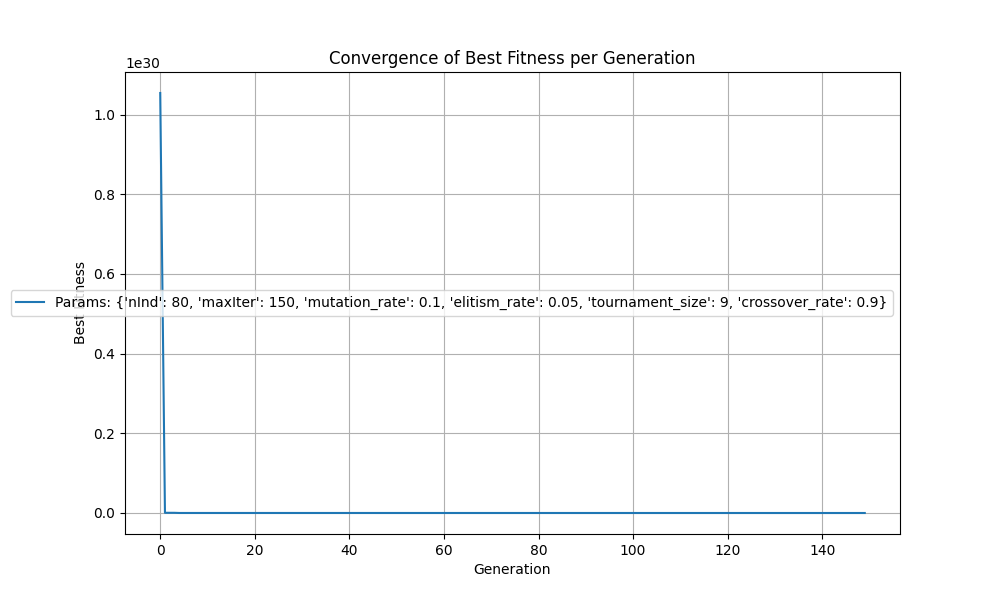 Convergence of Best Fitness per Generation
1e30
1.0
0.8
0.6
0.4
0.2
0.0
Best Fitness
Params: {'nInd': 80, 'maxIter': 150, 'mutation_rate': 0.1, 'elitism_rate': 0.05, 'tournament_size': 9, 'crossover_rate': 0.9}
0 20 40 60 80 100 120 140
Generation